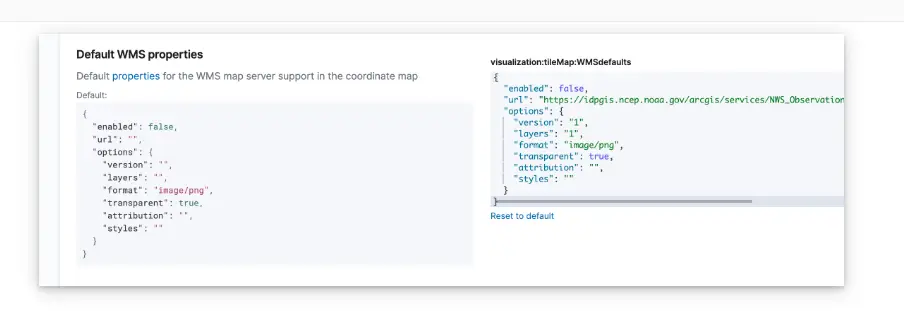 Default WMS properties
Default properties for the WMS map server support in the coordinate map
Default:
{
"enabled": false,
"url": "",
"options": {
"version": "",
"layers": "",
"format": "image/png",
"transparent": true,
"attribution": "",
"styles": ""
}
}
visualization:tileMap:WMSdefaults
{
"enabled": false,
"url": "https://idpgis.ncep.noaa.gov/arcgis/services/NWS_Observation
"options": {
"version": "1",
"layers": "1",
"format": "image/png",
"transparent": true,
"attribution": "",
"styles": ""
}
}
Reset to default